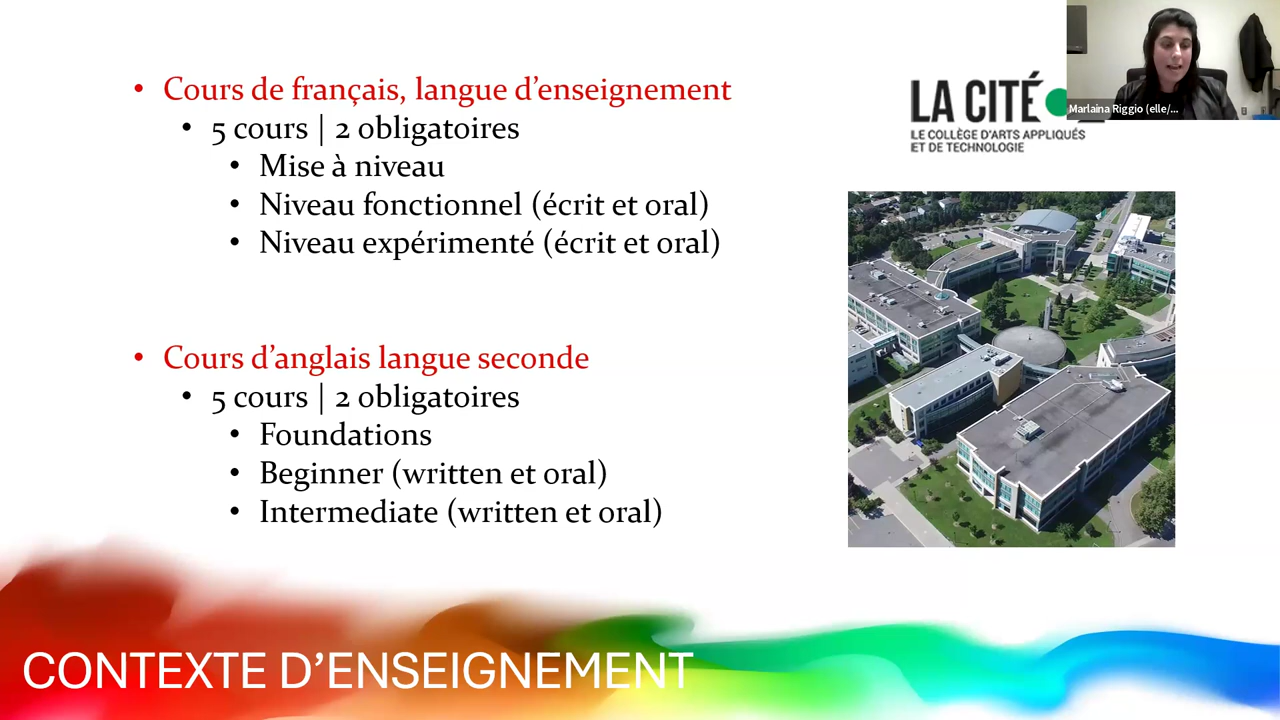 • Cours de français, langue d’enseignement
• 5 cours | 2 obligatoires
• Mise à niveau
• Niveau fonctionnel (écrit et oral)
• Niveau expérimenté (écrit et oral)
• Cours d’anglais langue seconde
• 5 cours | 2 obligatoires
• Foundations
• Beginner (written et oral)
• Intermediate (written et oral)
LA CITÉ
LE COLLÈGE D’ARTS APPLIQUÉS
ET DE TECHNOLOGIE
Marlaina Riggio (elle/...
CONTEXTE D’ENSEIGNEMENT